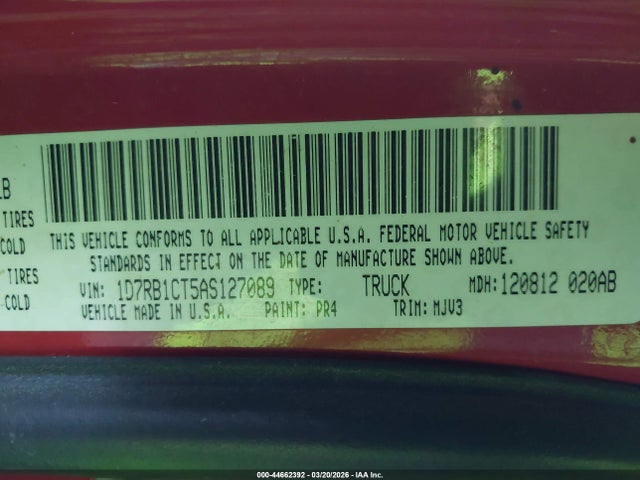 LB
TIRES
COLD
THIS VEHICLE CONFORMS TO ALL APPLICABLE U.S.A. FEDERAL MOTOR VEHICLE SAFETY
STANDARDS IN EFFECT ON THE DATE OF MANUFACTURE SHOWN ABOVE.
TIRES
COLD
VIN: 1D7RB1CT5AS127089 TYPE: TRUCK MDH: 120812 020AB
VEHICLE MADE IN U.S.A. PAINT: PR4 TRIM: MJV3
000-44662392 - 03/20/2026 - IAA Inc.